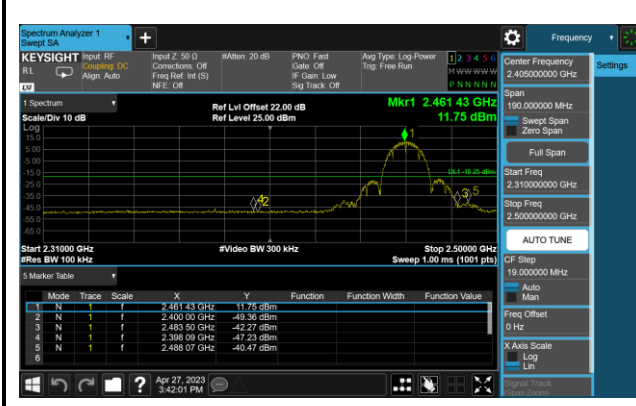 Spectrum Analyzer 1
Swept SA
Frequency
KEYSIGHT
RL
LXI
Input: RF
Coupling: DC
Align: Auto
Input Z: 50 Ω
Corrections: Off
Freq Ref: Int (S)
NFE: Off
#Atten: 20 dB
PNO: Fast
Gate: Off
IF Gain: Low
Sig Track: Off
Avg Type: Log-Power
Trig: Free Run
1 2 3 4 5 6
M W W W W W
P N N N N N
Center Frequency
2.405000000 GHz
Settings
1 Spectrum
Scale/Div 10 dB
Log
Ref Lvl Offset 22.00 dB
Ref Level 25.00 dBm
Mkr1 2.461 43 GHz
11.75 dBm
Span
190.000000 MHz
Swept Span
Zero Span
Full Span
15.0
5.00
-5.00
-15.0
-25.0
-35.0
-45.0
-55.0
-65.0
1
DL1 -18.25 dBm
4
2
3
5
Start Freq
2.310000000 GHz
Stop Freq
2.500000000 GHz
AUTO TUNE
Start 2.31000 GHz
#Res BW 100 kHz
#Video BW 300 kHz
Stop 2.50000 GHz
Sweep 1.00 ms (1001 pts)
CF Step
19.000000 MHz
Auto
Man
5 Marker Table
Mode Trace Scale X Y Function Function Width Function Value
1 N 1 f 2.461 43 GHz 11.75 dBm
2 N 1 f 2.400 00 GHz -49.36 dBm
3 N 1 f 2.483 50 GHz -42.27 dBm
4 N 1 f 2.398 09 GHz -47.23 dBm
5 N 1 f 2.488 07 GHz -40.47 dBm
6
Freq Offset
0 Hz
X Axis Scale
Log
Lin
Signal Track
(Span Zoom)
?
Apr 27, 2023
3:42:01 PM